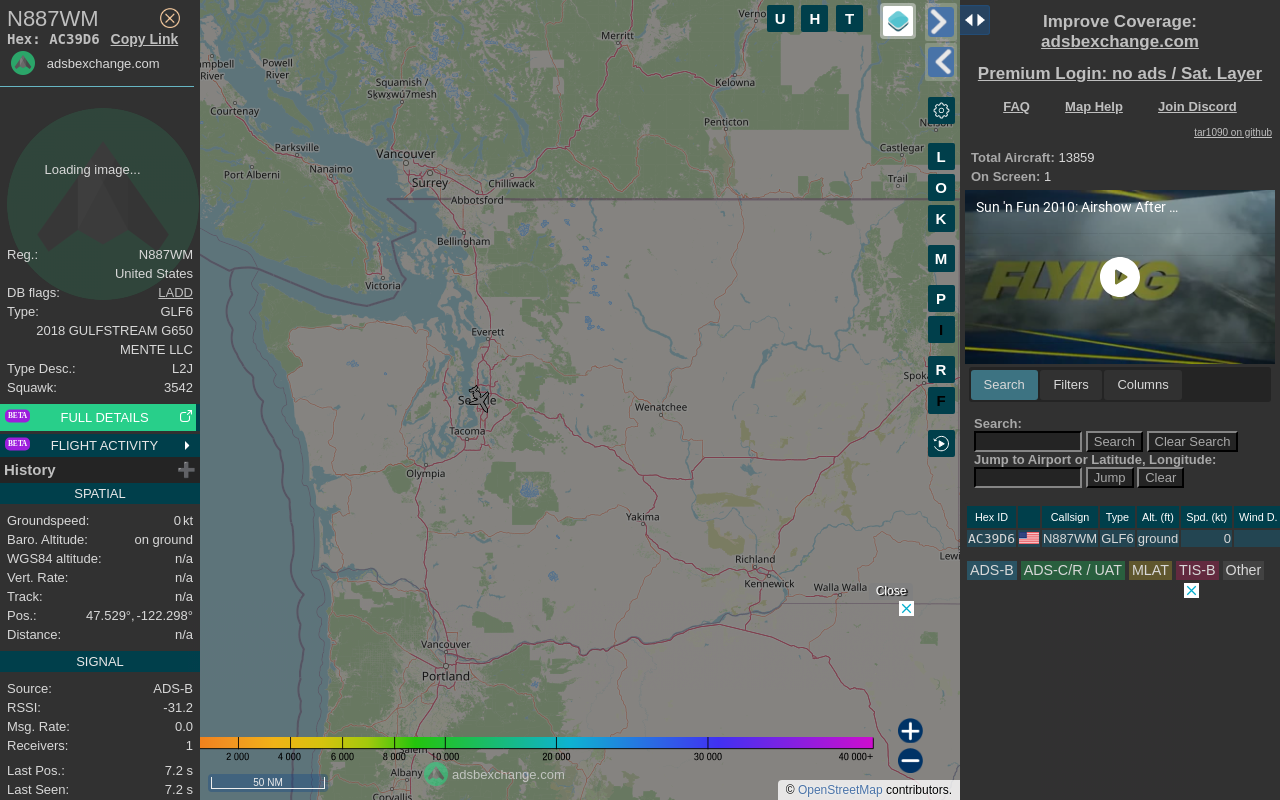 N887WM
Hex: AC39D6 Copy Link
adsbexchange.com
Loading image...
Reg.: N887WM
United States
DB flags: LADD
Type: GLF6
2018 GULFSTREAM G650
MENTE LLC
Type Desc.: L2J
Squawk: 3542
BETA FULL DETAILS
BETA FLIGHT ACTIVITY
History
SPATIAL
Groundspeed: 0 kt
Baro. Altitude: on ground
WGS84 altitude: n/a
Vert. Rate: n/a
Track: n/a
Pos.: 47.529°, -122.298°
Distance: n/a
SIGNAL
Source: ADS-B
RSSI: -31.2
Msg. Rate: 0.0
Receivers: 1
Last Pos.: 7.2 s
Last Seen: 7.2 s
U H T
L
O
K
M
P
I
R
F
Merritt
Powell
River
River
Squamish /
Sḵwx̱wú7mesh
Kelowna
Courtenay
Penticton
Parksville
Vancouver
Castlegar
Nanaimo
Port Alberni
Surrey
Chilliwack
Trail
Abbotsford
Bellingham
Victoria
Everett
Seattle
Wenatchee
Tacoma
Olympia
Yakima
Richland
Kennewick
Walla Walla
Close
Vancouver
Portland
2 000 4 000 6 000 8 000 10 000 20 000 30 000 40 000+
Albany
adsbexchange.com
50 NM
Corvallis
© OpenStreetMap contributors.
Improve Coverage:
adsbexchange.com
Premium Login: no ads / Sat. Layer
FAQ Map Help Join Discord
tar1090 on github
Total Aircraft: 13859
On Screen: 1
Sun 'n Fun 2010: Airshow After ...
FLYING
Search Filters Columns
Search:
Search Clear Search
Jump to Airport or Latitude, Longitude:
Jump Clear
Hex ID Callsign Type Alt. (ft) Spd. (kt) Wind D.
AC39D6 N887WM GLF6 ground 0
ADS-B ADS-C/R / UAT MLAT TIS-B Other